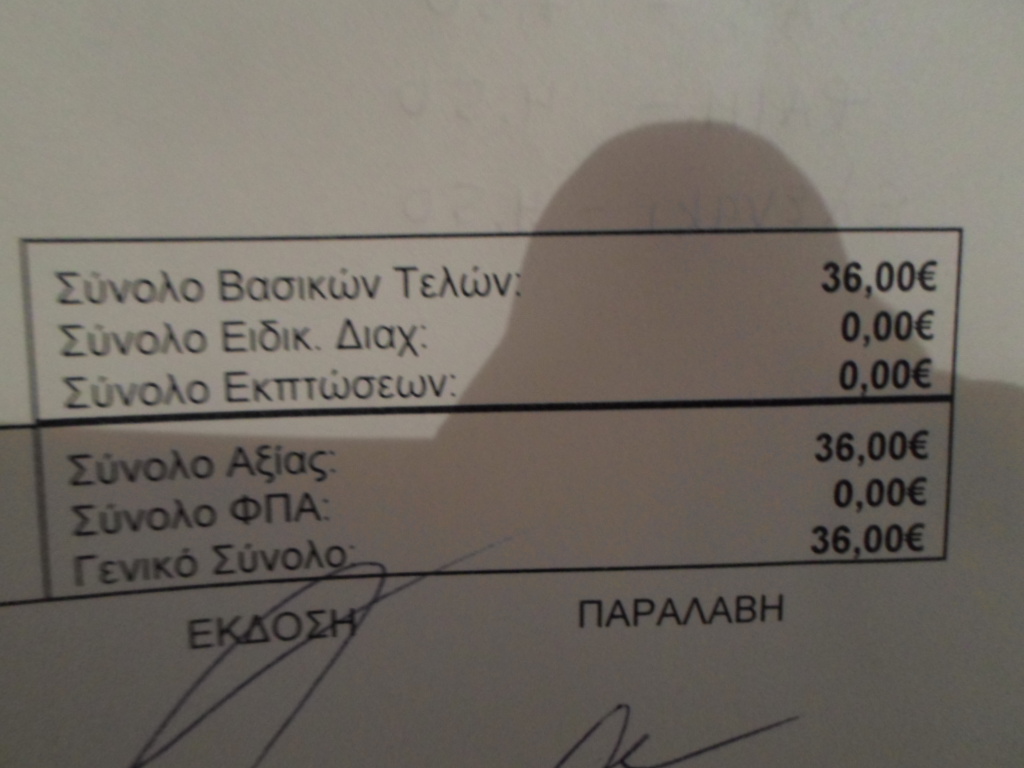 Σύνολο Βασικών Τελών: 36,00€
Σύνολο Ειδικ. Διαχ: 0,00€
Σύνολο Εκπτώσεων: 0,00€
Σύνολο Αξίας: 36,00€
Σύνολο ΦΠΑ: 0,00€
Γενικό Σύνολο: 36,00€
ΕΚΔΟΣΗ ΠΑΡΑΛΑΒΗ